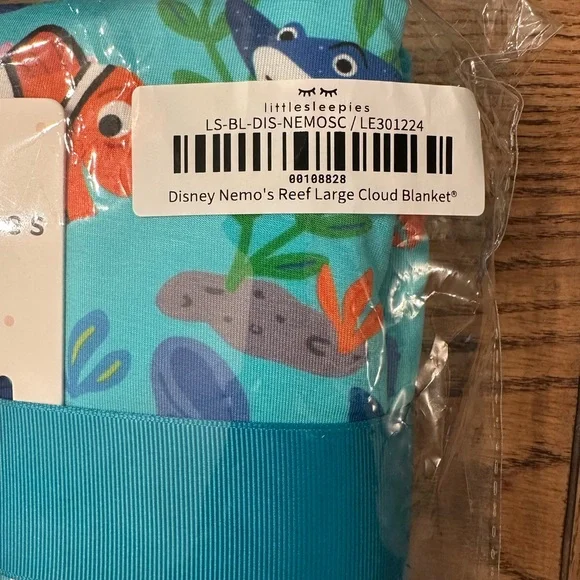 littlesleepies
LS-BL-DIS-NEMOSC / LE301224
00108828
Disney Nemo's Reef Large Cloud Blanket®